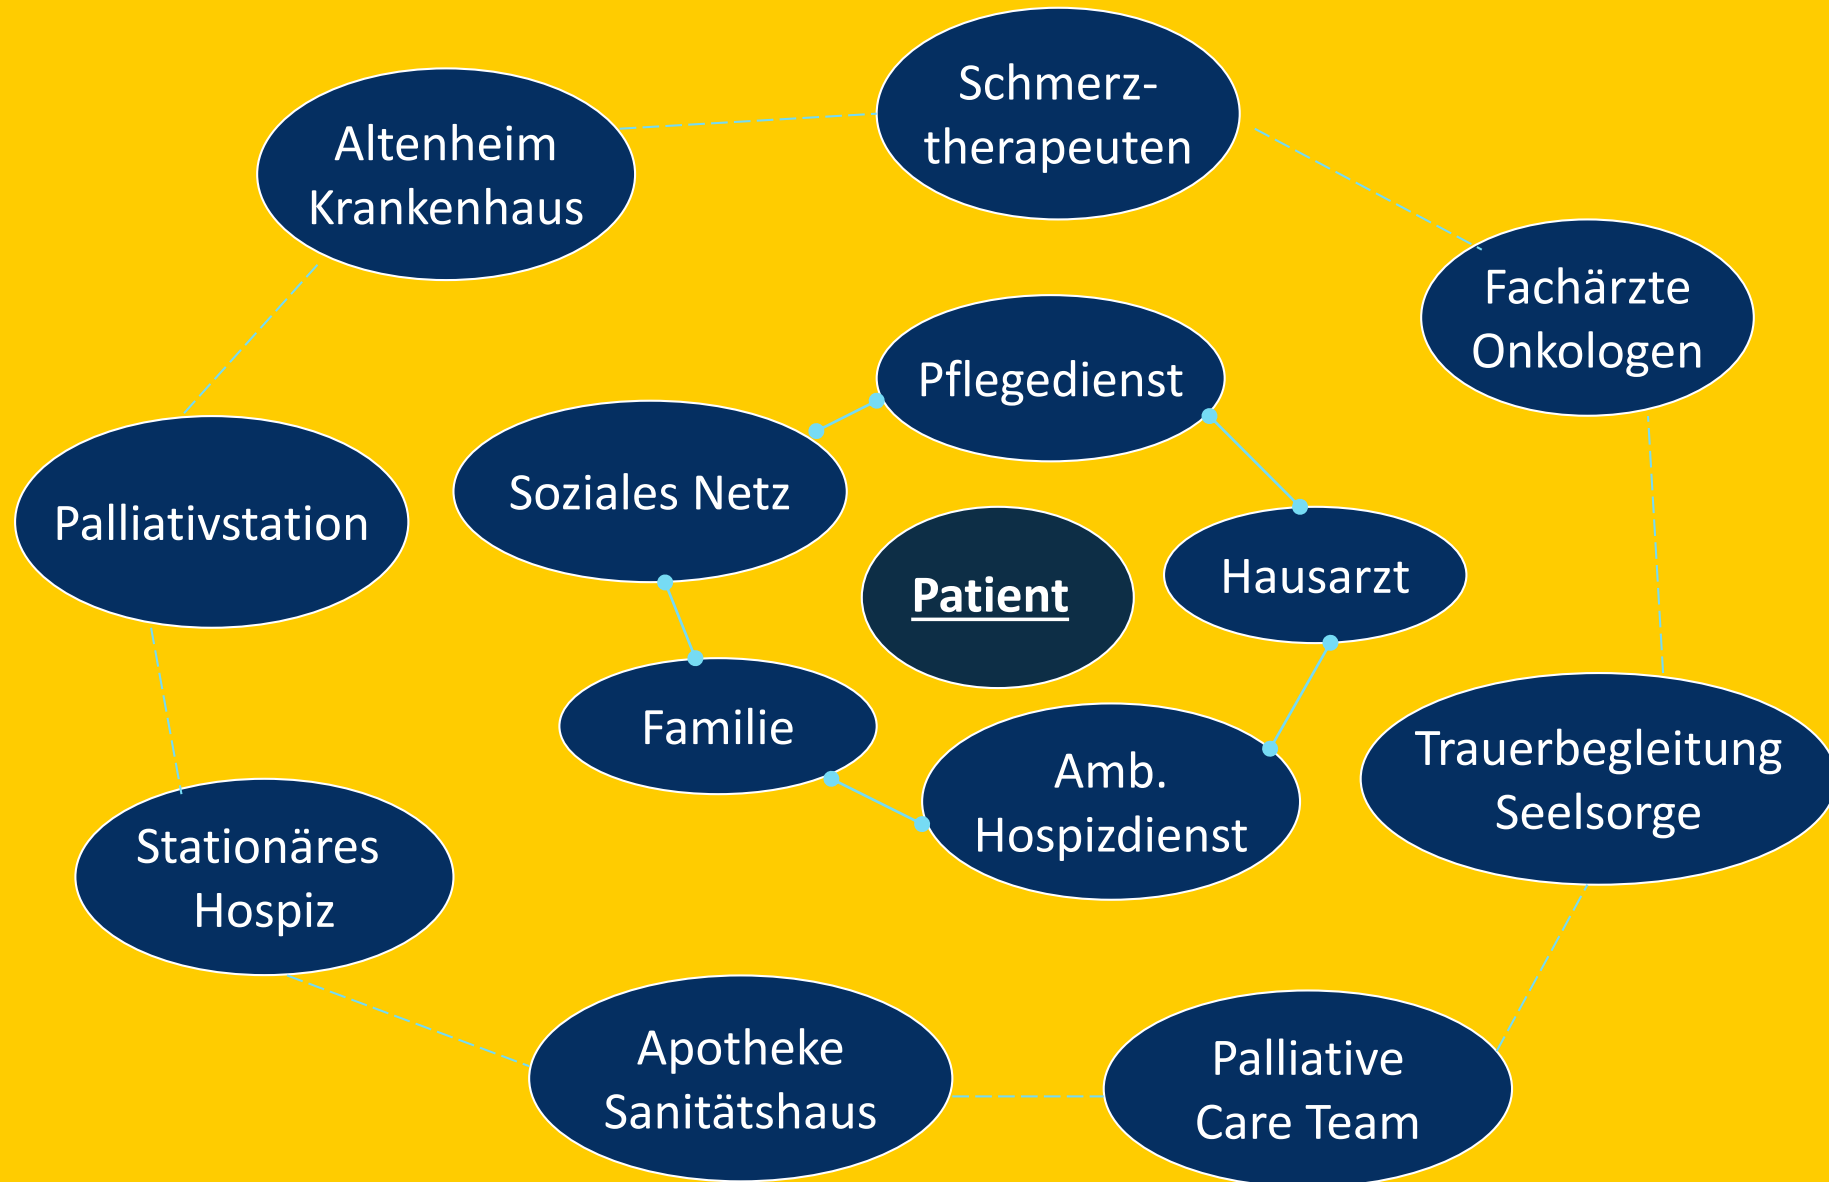 Schmerz-
therapeuten
Altenheim
Krankenhaus
Fachärzte
Onkologen
Pflegedienst
Soziales Netz
Palliativstation
Patient
Hausarzt
Familie
Amb.
Hospizdienst
Trauerbegleitung
Seelsorge
Stationäres
Hospiz
Apotheke
Sanitätshaus
Palliative
Care Team